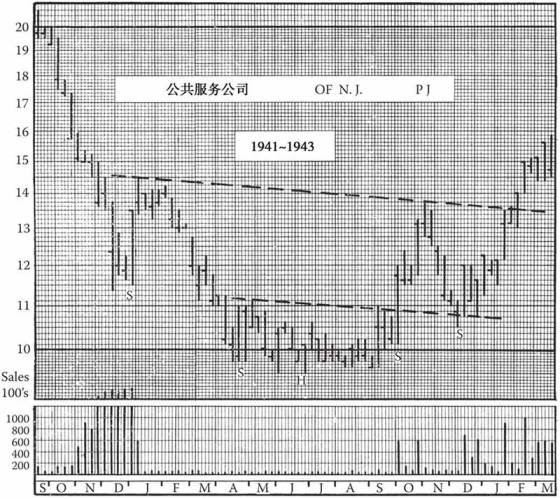 20
19
公共服务公司 OF N. J. P J
18
17
16
1941~1943
15
14
13
12
S
11
S
10
S
S
H
Sales
100's
1000
800
600
400
200
S O N D J F M A M J J A S O N D J F M